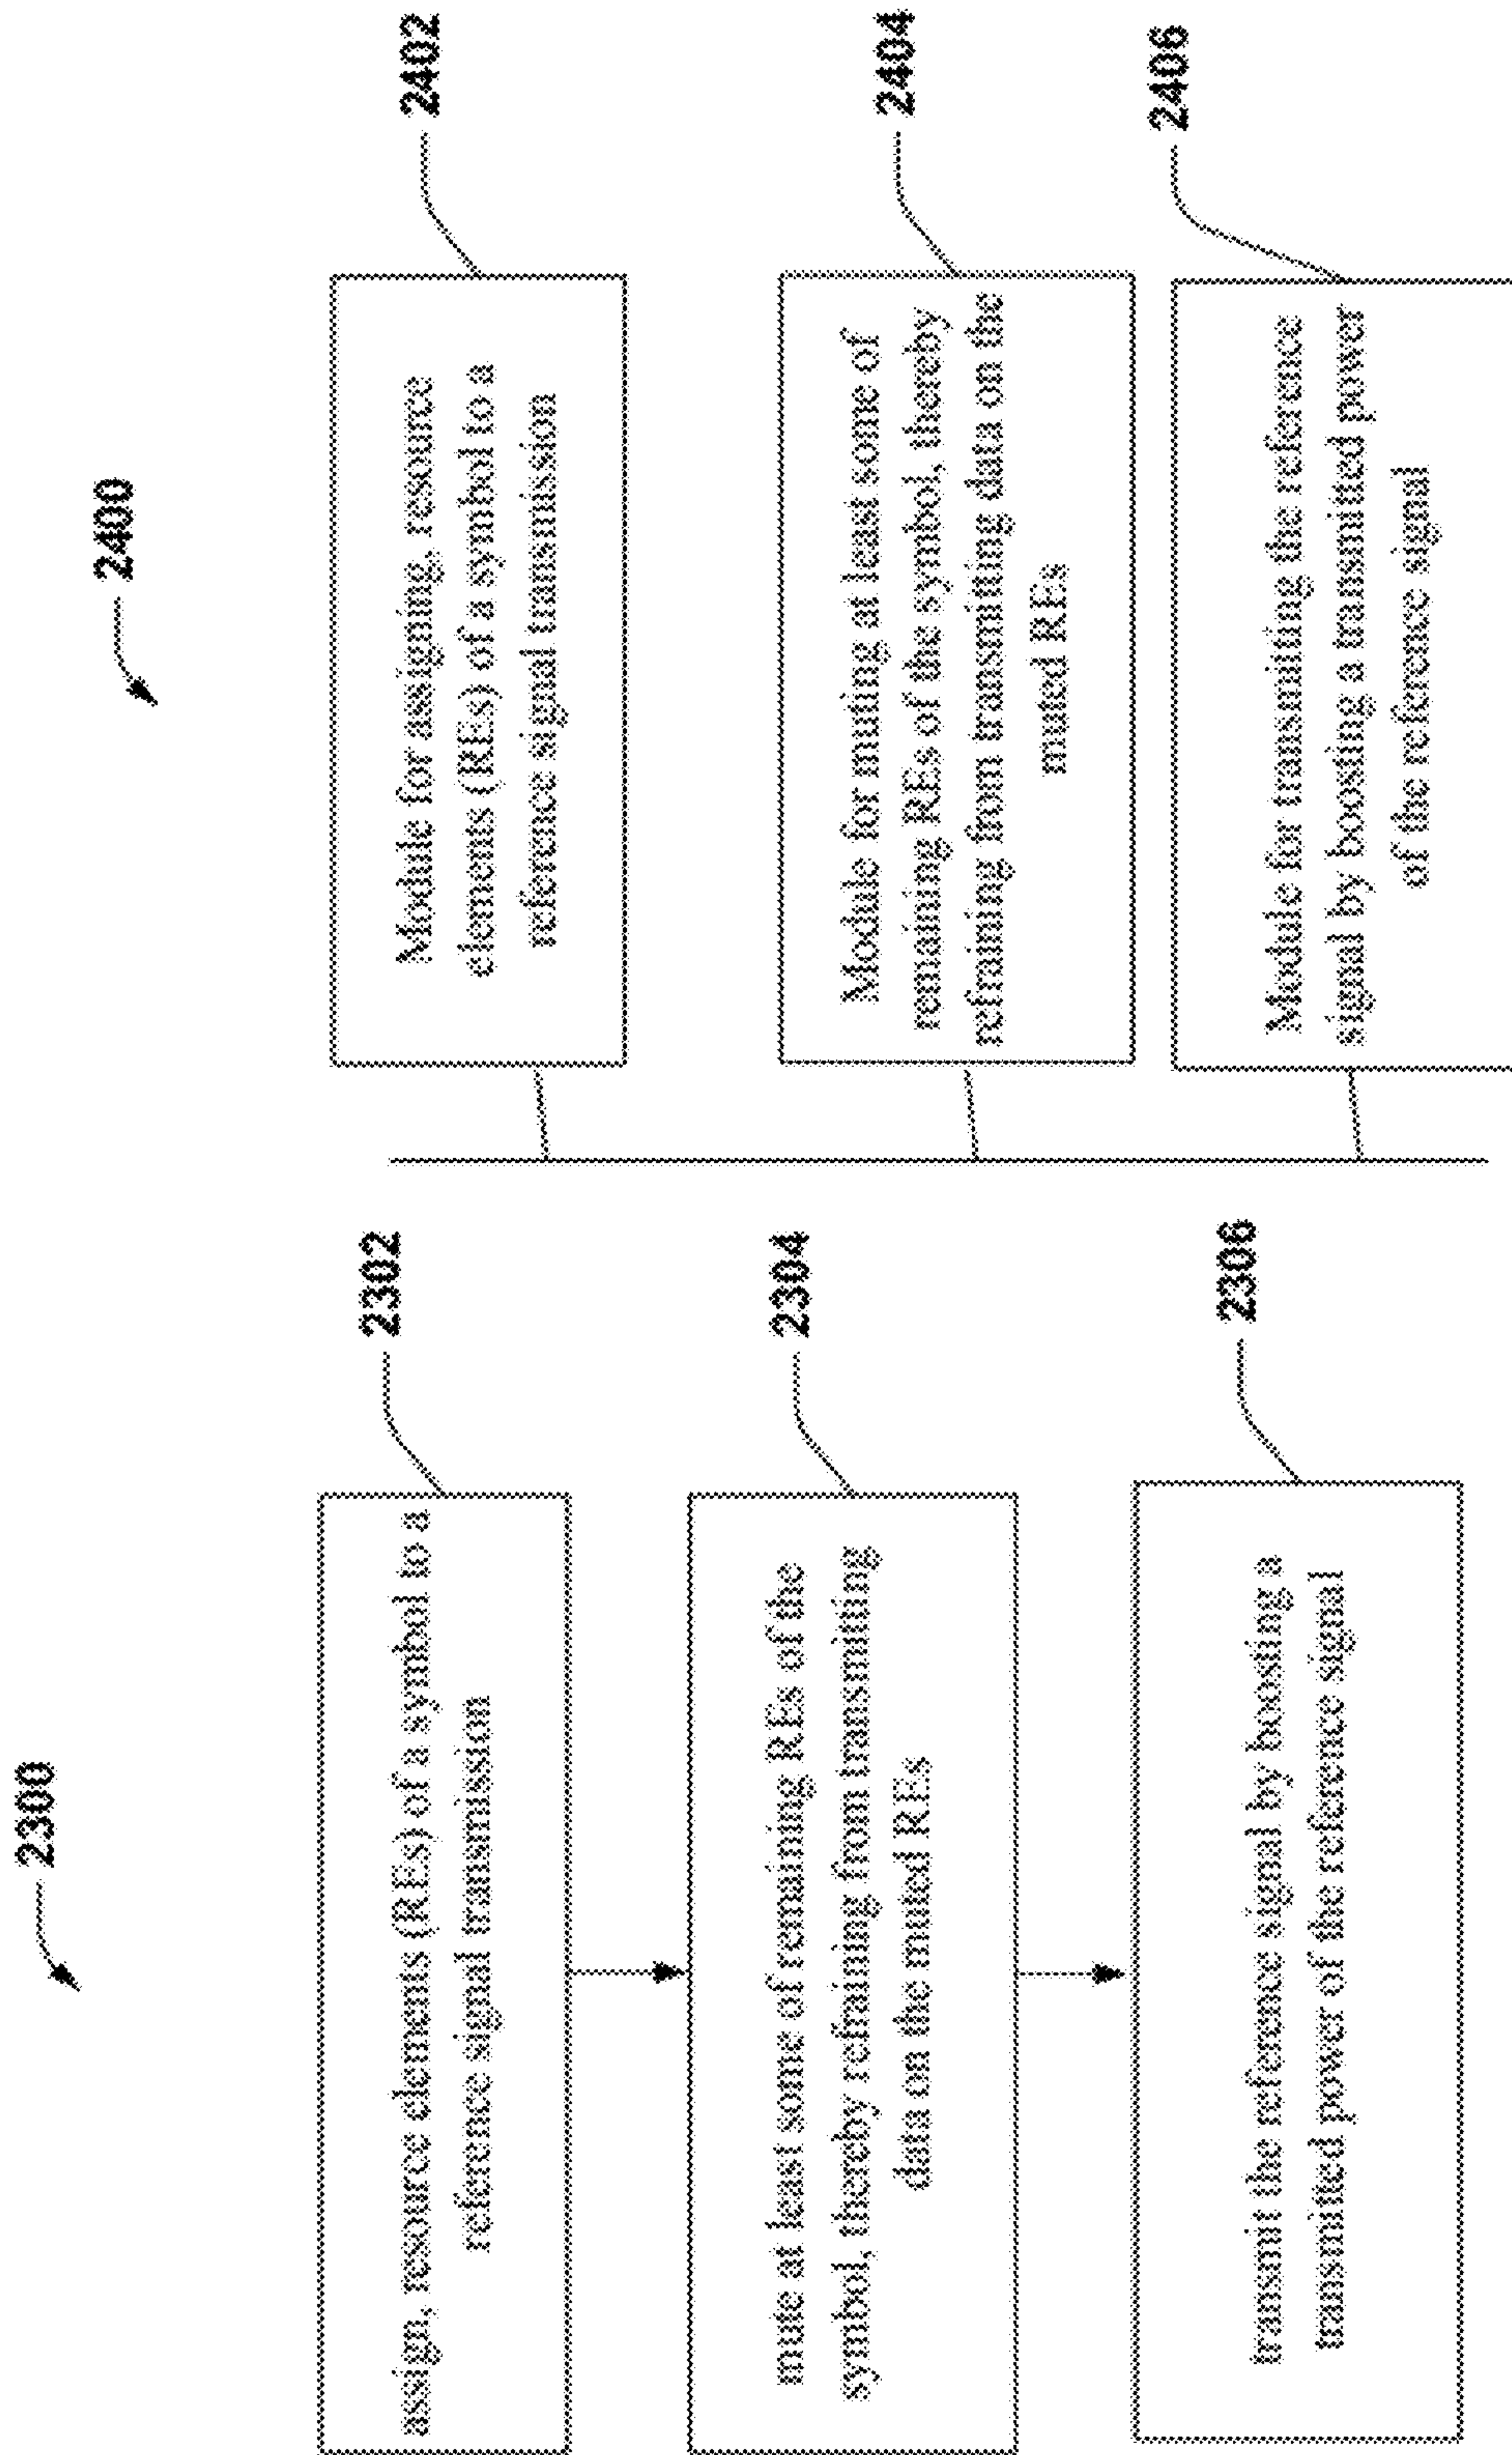 2300
assign, resource elements (REs) of a symbol to a
reference signal transmission
2302
mute at least some of remaining REs of the
symbol, thereby refraining from transmitting
data on the muted REs
2304
transmit the reference signal by boosting a
transmitted power of the reference signal
2306
2400
Module for assigning, resource
elements (REs) of a symbol to a
reference signal transmission
2402
Module for muting at least some of
remaining REs of the symbol, thereby
refraining from transmitting data on the
muted REs
2404
Module for transmitting the reference
signal by boosting a transmitted power
of the reference signal
2406